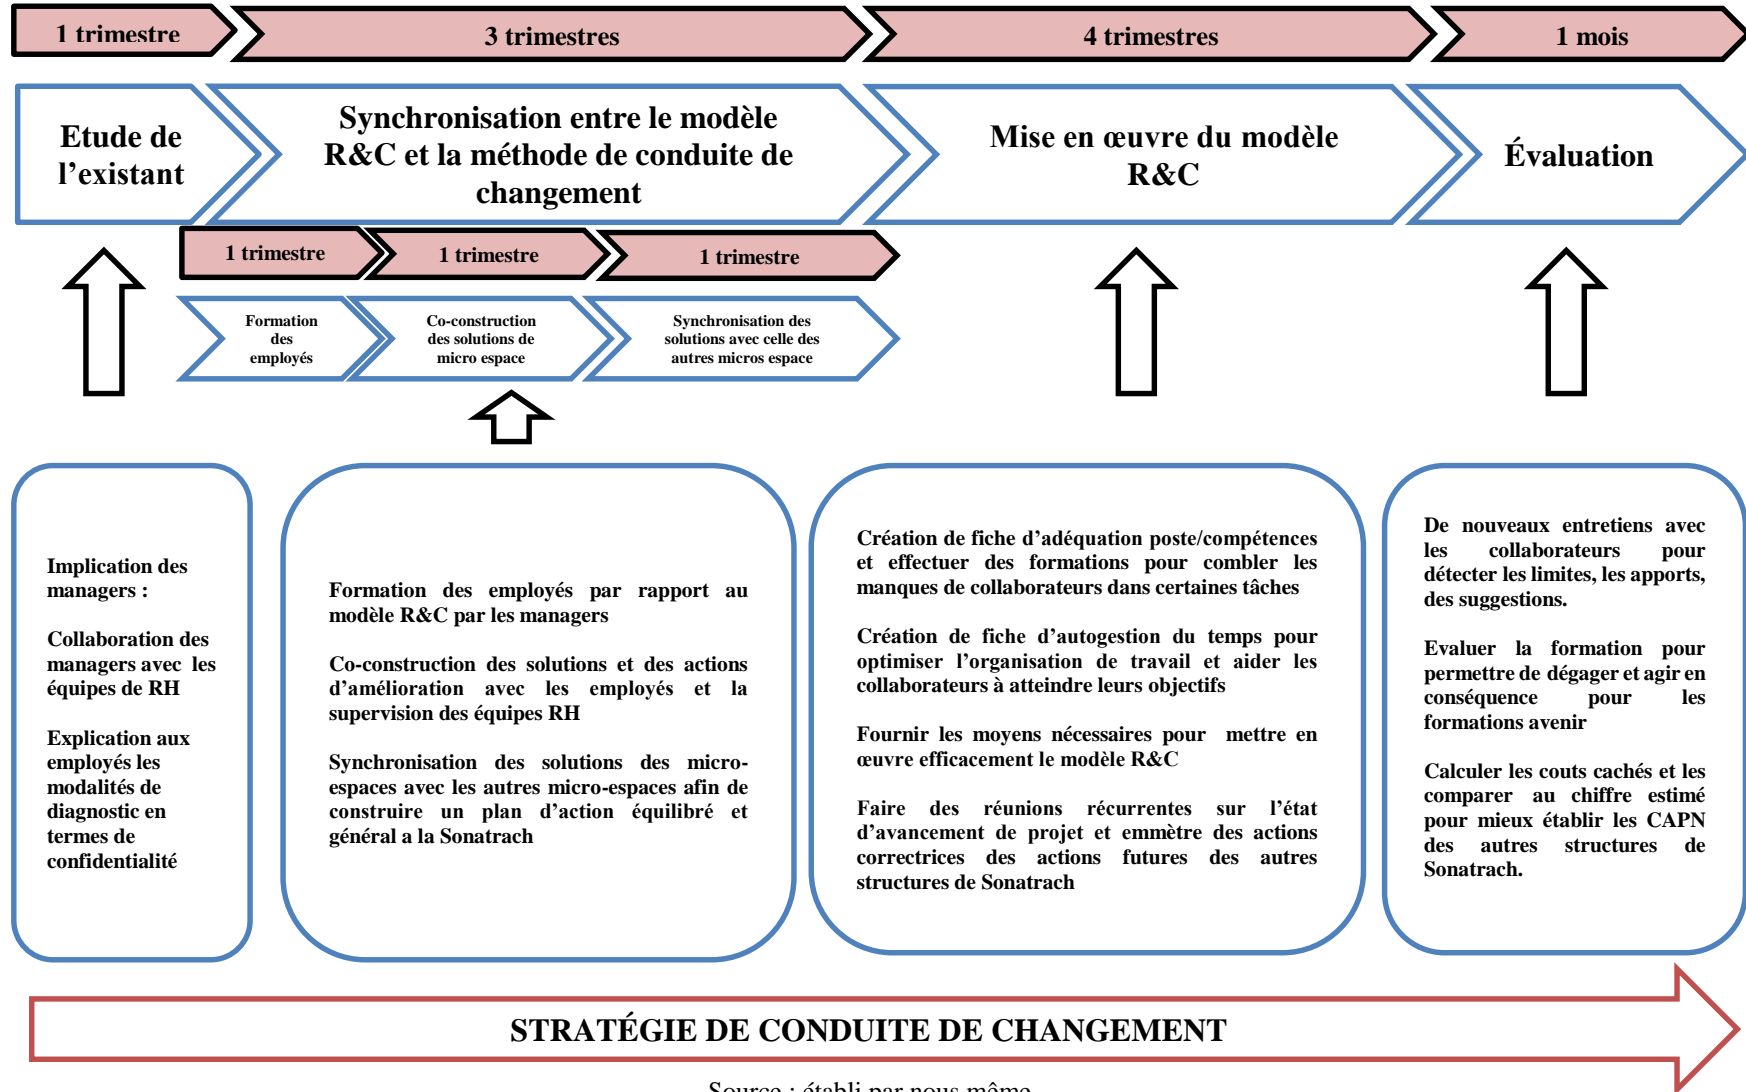 1 trimestre
3 trimestres
4 trimestres
1 mois
Etude de
l’existant
Synchronisation entre le modèle
R&C et la méthode de conduite de
changement
Mise en œuvre du modèle
R&C
Évaluation
1 trimestre
1 trimestre
1 trimestre
Formation
des
employés
Co-construction
des solutions de
micro espace
Synchronisation des
solutions avec celle des
autres micros espace
Implication des
managers :
Collaboration des
managers avec les
équipes de RH
Explication aux
employés les
modalités de
diagnostic en
termes de
confidentialité
Formation des employés par rapport au
modèle R&C par les managers
Co-construction des solutions et des actions
d’amélioration avec les employés et la
supervision des équipes RH
Synchronisation des solutions des micro-
espaces avec les autres micro-espaces afin de
construire un plan d’action équilibré et
général a la Sonatrach
Création de fiche d’adéquation poste/compétences
et effectuer des formations pour combler les
manques de collaborateurs dans certaines tâches
Création de fiche d’autogestion du temps pour
optimiser l’organisation de travail et aider les
collaborateurs à atteindre leurs objectifs
Fournir les moyens nécessaires pour mettre en
œuvre efficacement le modèle R&C
Faire des réunions récurrentes sur l’état
d’avancement de projet et emmètre des actions
correctrices des actions futures des autres
structures de Sonatrach
De nouveaux entretiens avec
les collaborateurs pour
détecter les limites, les apports,
des suggestions.
Evaluer la formation pour
permettre de dégager et agir en
conséquence pour les
formations avenir
Calculer les couts cachés et les
comparer au chiffre estimé
pour mieux établir les CAPN
des autres structures de
Sonatrach.
STRATÉGIE DE CONDUITE DE CHANGEMENT
Source : établi par nous même